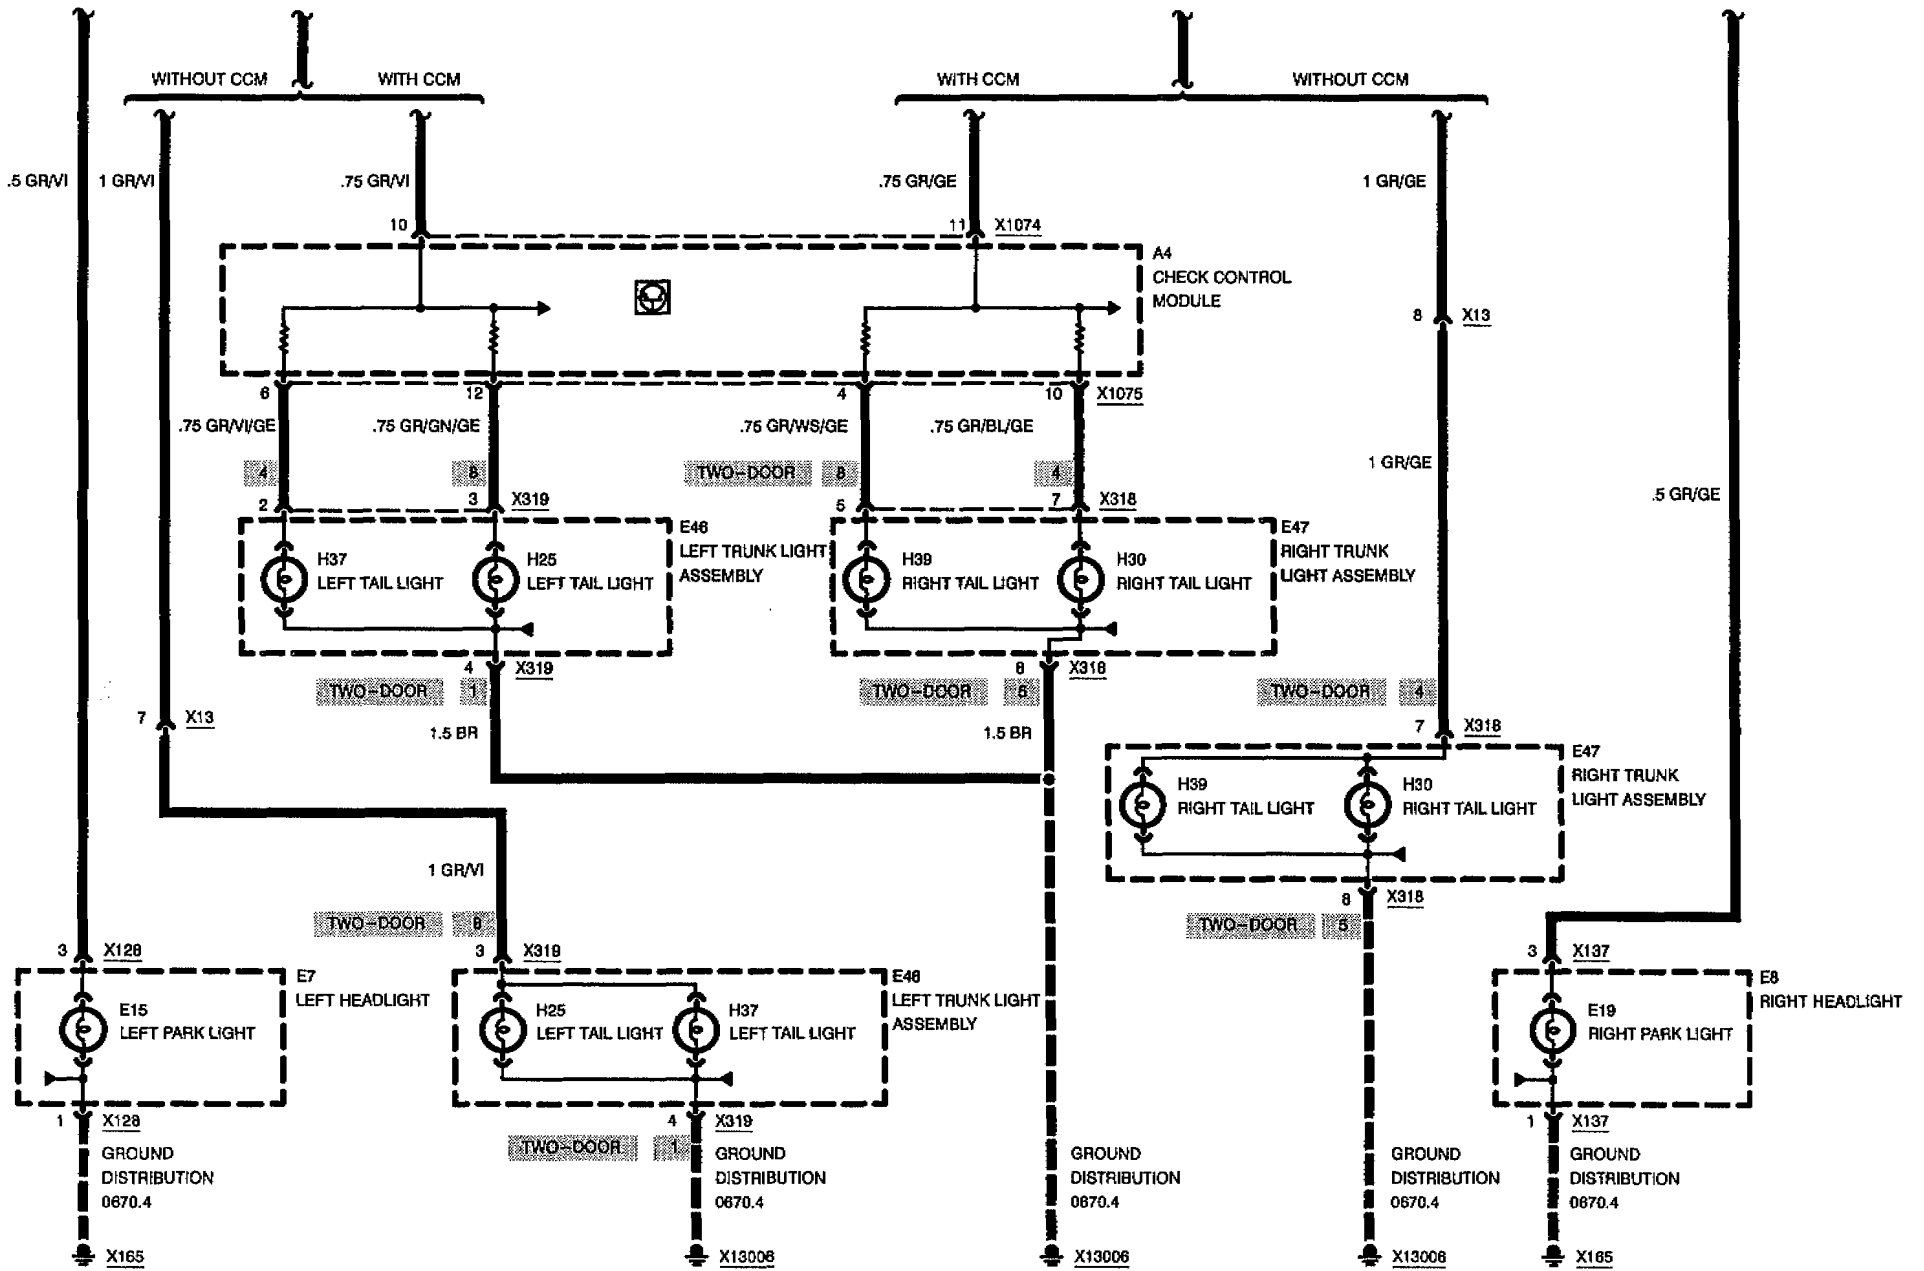 WITHOUT CCM
WITH CCM
WITH CCM
WITHOUT CCM
.5 GR/VI
1 GR/VI
.75 GR/VI
.75 GR/GE
1 GR/GE
10
11
X1074
A4
CHECK CONTROL
MODULE
8
X13
6
12
4
10
X1075
.75 GR/VI/GE
.75 GR/GN/GE
.75 GR/WS/GE
.75 GR/BL/GE
1 GR/GE
4
8
TWO-DOOR
8
4
.5 GR/GE
2
3
X319
5
7
X318
E46
LEFT TRUNK LIGHT
ASSEMBLY
E47
RIGHT TRUNK
LIGHT ASSEMBLY
H37
LEFT TAIL LIGHT
H25
LEFT TAIL LIGHT
H39
RIGHT TAIL LIGHT
H30
RIGHT TAIL LIGHT
4
X319
8
X318
TWO-DOOR
1
TWO-DOOR
5
TWO-DOOR
4
7
X13
1.5 BR
1.5 BR
7
X318
E47
RIGHT TRUNK
LIGHT ASSEMBLY
H39
RIGHT TAIL LIGHT
H30
RIGHT TAIL LIGHT
1 GR/VI
8
X318
TWO-DOOR
8
TWO-DOOR
5
3
X128
3
X319
3
X137
E7
LEFT HEADLIGHT
E46
LEFT TRUNK LIGHT
ASSEMBLY
E8
RIGHT HEADLIGHT
E15
LEFT PARK LIGHT
H25
LEFT TAIL LIGHT
H37
LEFT TAIL LIGHT
E19
RIGHT PARK LIGHT
1
X128
4
X319
1
X137
TWO-DOOR
1
GROUND
DISTRIBUTION
0670.4
GROUND
DISTRIBUTION
0670.4
GROUND
DISTRIBUTION
0670.4
GROUND
DISTRIBUTION
0670.4
GROUND
DISTRIBUTION
0670.4
X165
X13006
X13006
X13006
X165